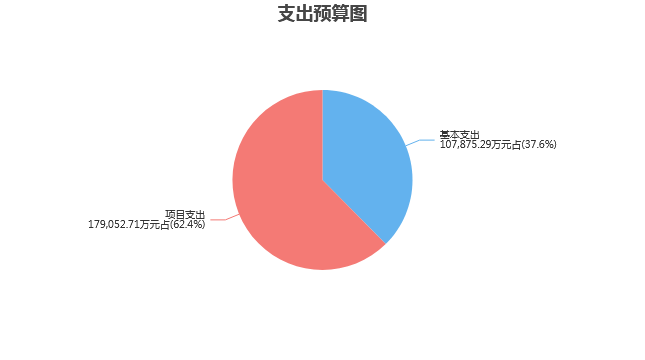 支出预算图
基本支出
107,875.29万元占(37.6%)
项目支出
179,052.71万元占(62.4%)